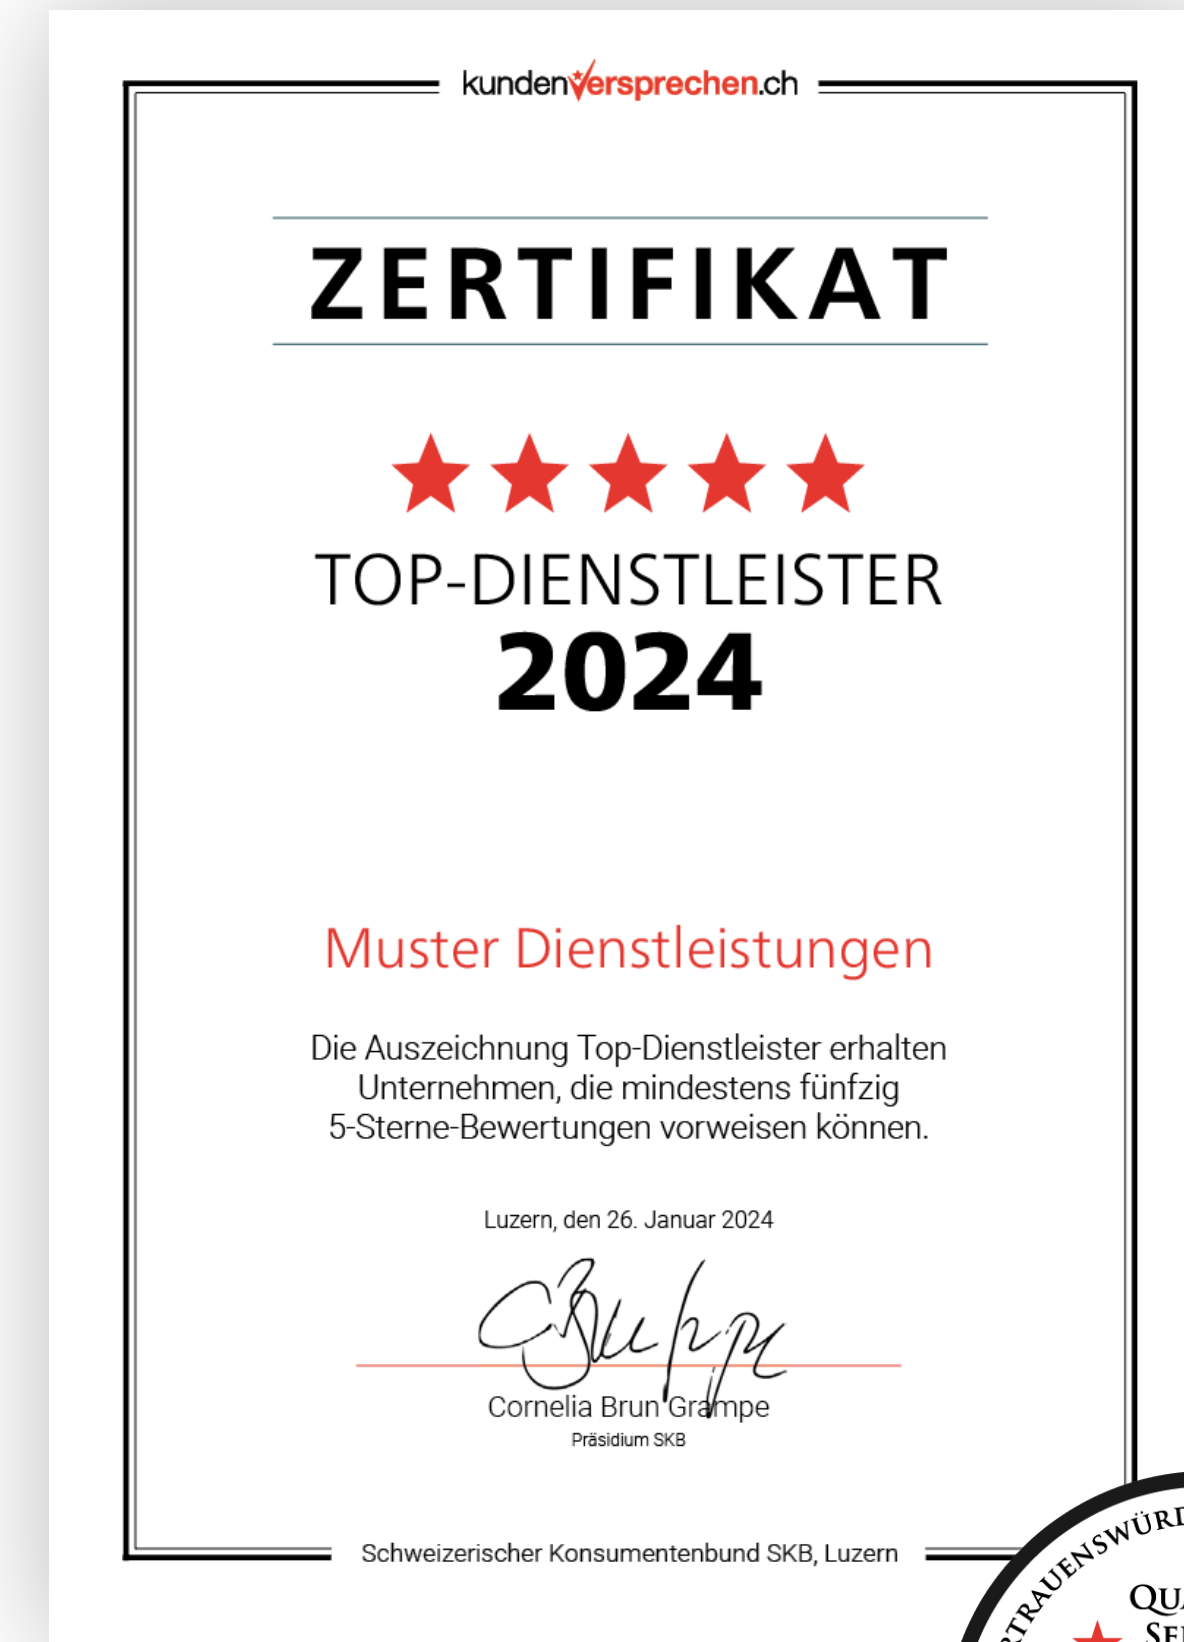 kundenversprechen.ch
ZERTIFIKAT
TOP-DIENSTLEISTER
2024
Muster Dienstleistungen
Die Auszeichnung Top-Dienstleister erhalten
Unternehmen, die mindestens fünfzig
5-Sterne-Bewertungen vorweisen können.
Luzern, den 26. Januar 2024
Cornelia Brun Grampe
Präsidium SKB
Schweizerischer Konsumentenbund SKB, Luzern